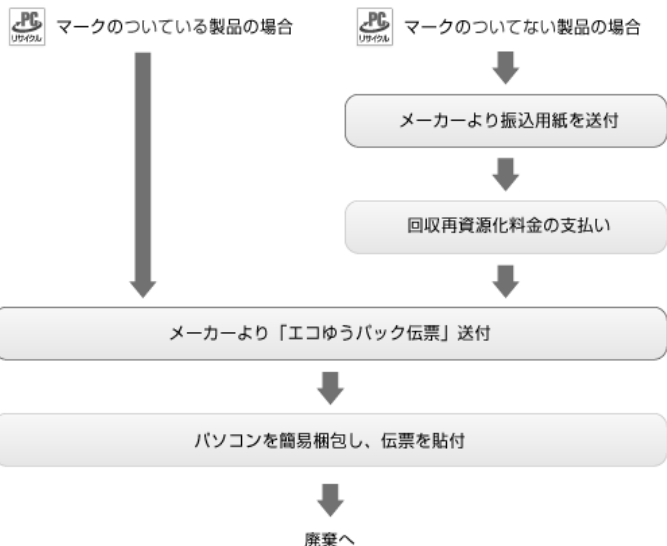 PC
リサイクル
マークのついている製品の場合
PC
リサイクル
マークのついてない製品の場合
メーカーより振込用紙を送付
回収再資源化料金の支払い
メーカーより「エコゆうパック伝票」送付
パソコンを簡易梱包し、伝票を貼付
廃棄へ